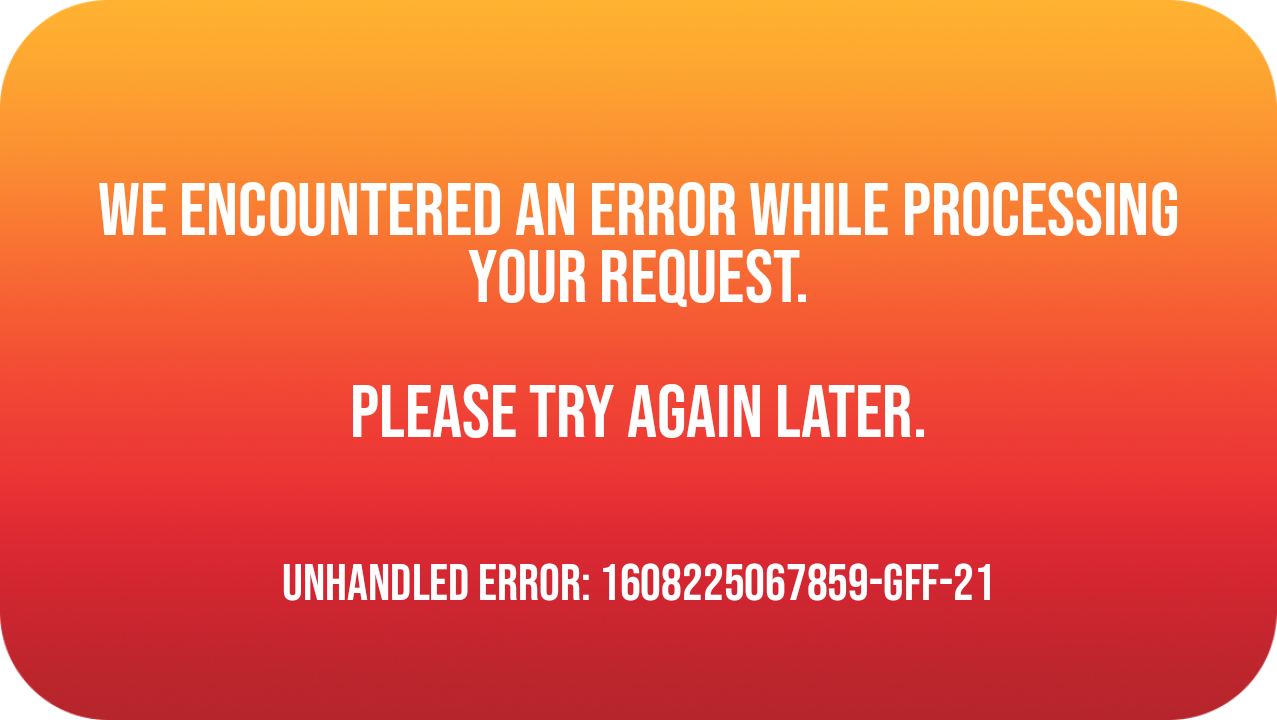 WE ENCOUNTERED AN ERROR WHILE PROCESSING
YOUR REQUEST.
PLEASE TRY AGAIN LATER.
UNHANDLED ERROR: 1608225067859-GFF-21